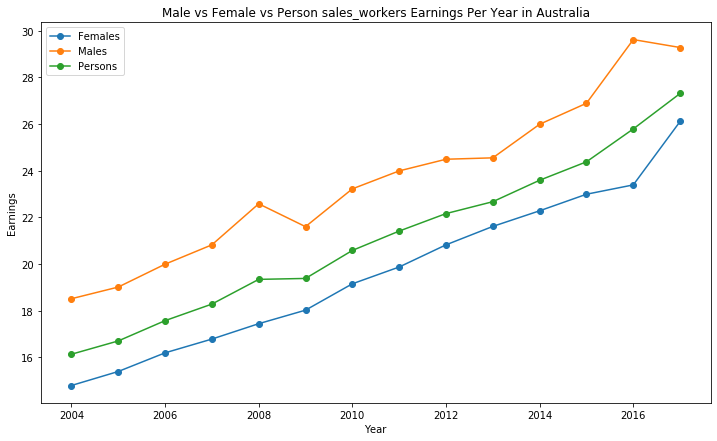 Male vs Female vs Person sales_workers Earnings Per Year in Australia
Females
Males
Persons
30
28
26
24
22
20
18
16
Earnings
2004 2006 2008 2010 2012 2014 2016
Year